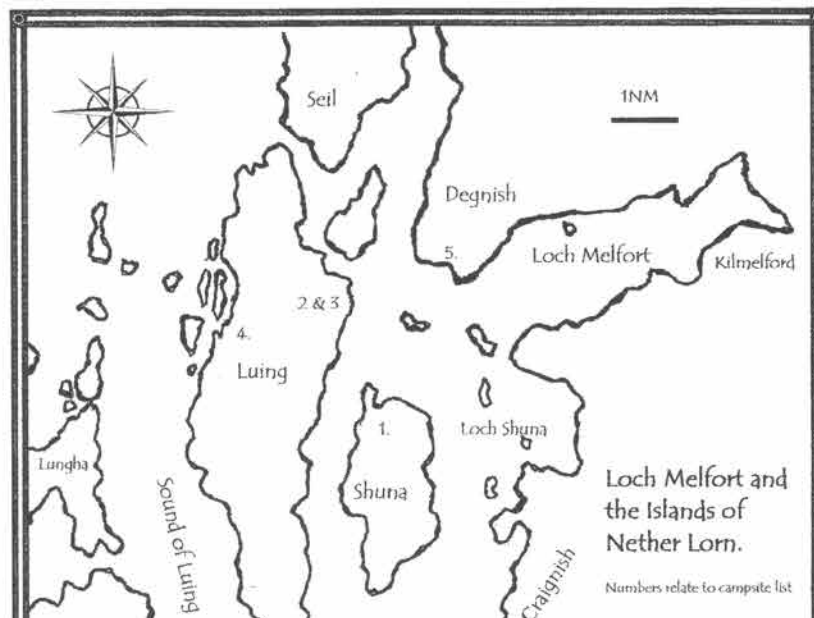 Seil
1NM
Degnish
5.
Loch Melfort
Kilmelford
2 & 3
4.
Luing
1.
Loch Shuna
Lungha
Shuna
Sound of Luing
Craignish
Loch Melfort and
the Islands of
Nether Lorn.
Numbers relate to campsite list